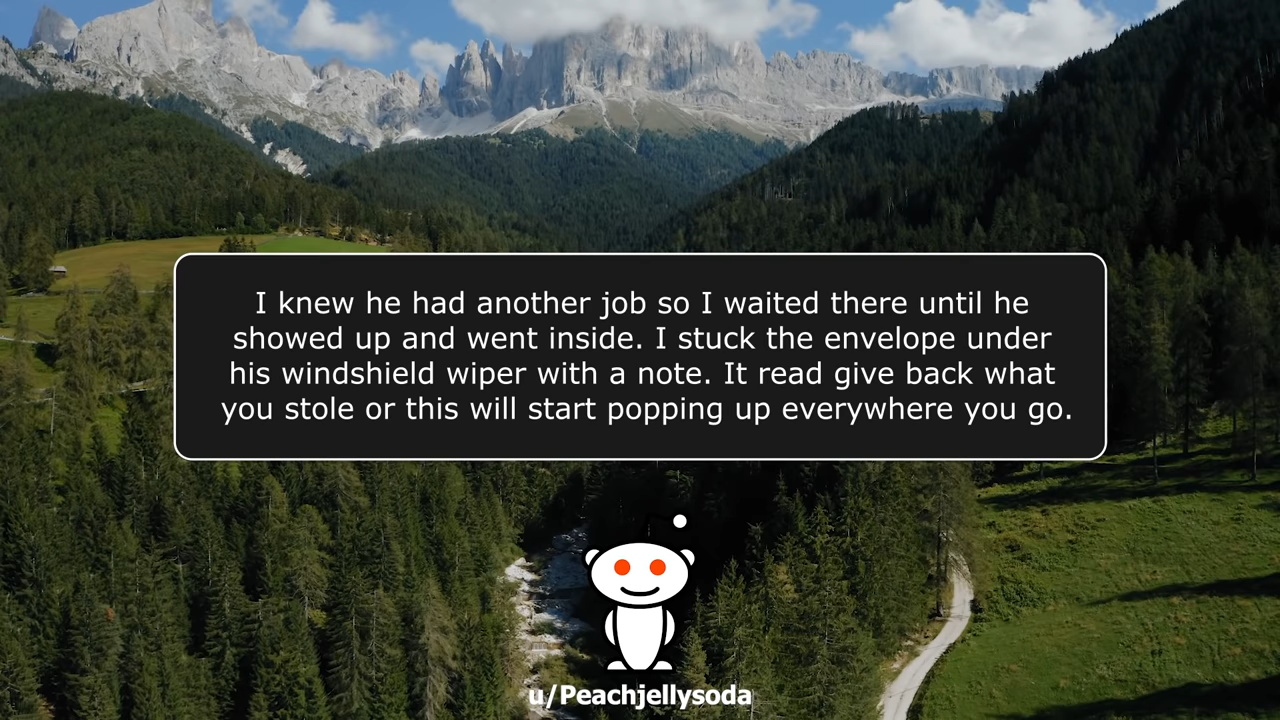 I knew he had another job so I waited there until he
showed up and went inside. I stuck the envelope under
his windshield wiper with a note. It read give back what
you stole or this will start popping up everywhere you go.
u/Peachjellysoda